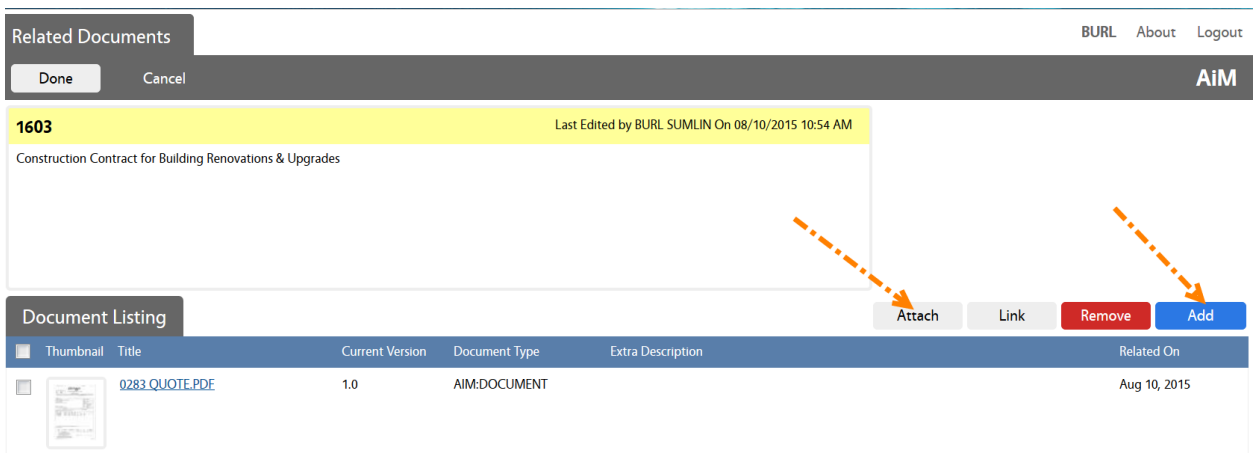 Related Documents
BURL About Logout
Done Cancel AiM
1603 Last Edited by BURL SUMLIN On 08/10/2015 10:54 AM
Construction Contract for Building Renovations & Upgrades
Document Listing Attach Link Remove Add
Thumbnail Title Current Version Document Type Extra Description Related On
0283 QUOTE.PDF 1.0 AIM:DOCUMENT Aug 10, 2015